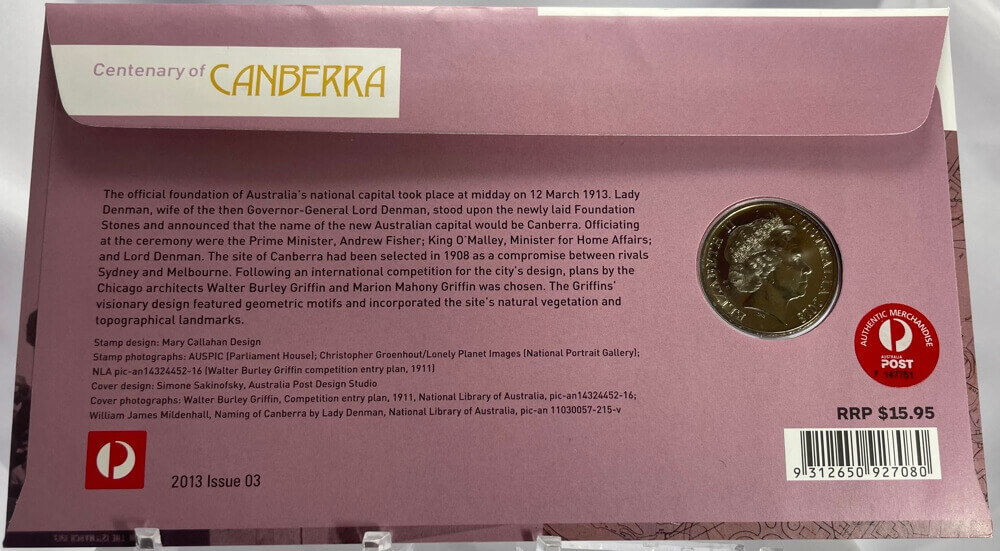 Centenary of CANBERRA
The official foundation of Australia's national capital took place at midday on 12 March 1913. Lady
Denman, wife of the then Governor-General Lord Denman, stood upon the newly laid Foundation
Stones and announced that the name of the new Australian capital would be Canberra. Officiating
at the ceremony were the Prime Minister, Andrew Fisher; King O'Malley, Minister for Home Affairs;
and Lord Denman. The site of Canberra had been selected in 1908 as a compromise between rivals
Sydney and Melbourne. Following an international competition for the city's design, plans by the
Chicago architects Walter Burley Griffin and Marion Mahony Griffin was chosen. The Griffins'
visionary design featured geometric motifs and incorporated the site's natural vegetation and
topographical landmarks.
Stamp design: Mary Callahan Design
Stamp photographs: AUSPIC (Parliament House); Christopher Groenhout/Lonely Planet Images (National Portrait Gallery);
NLA pic-an14324452-16 (Walter Burley Griffin competition entry plan, 1911)
Cover design: Simone Sakinofsky, Australia Post Design Studio
Cover photographs: Walter Burley Griffin, Competition entry plan, 1911, National Library of Australia, pic-an14324452-16;
William James Mildenhall, Naming of Canberra by Lady Denman, National Library of Australia, pic-an 11030057-215-v
2013 Issue 03
ELIZABETH II AUSTRALIA 2013
AUTHENTIC MERCHANDISE
AUSTRALIA
POST
RRP $15.95
9 312650 927080